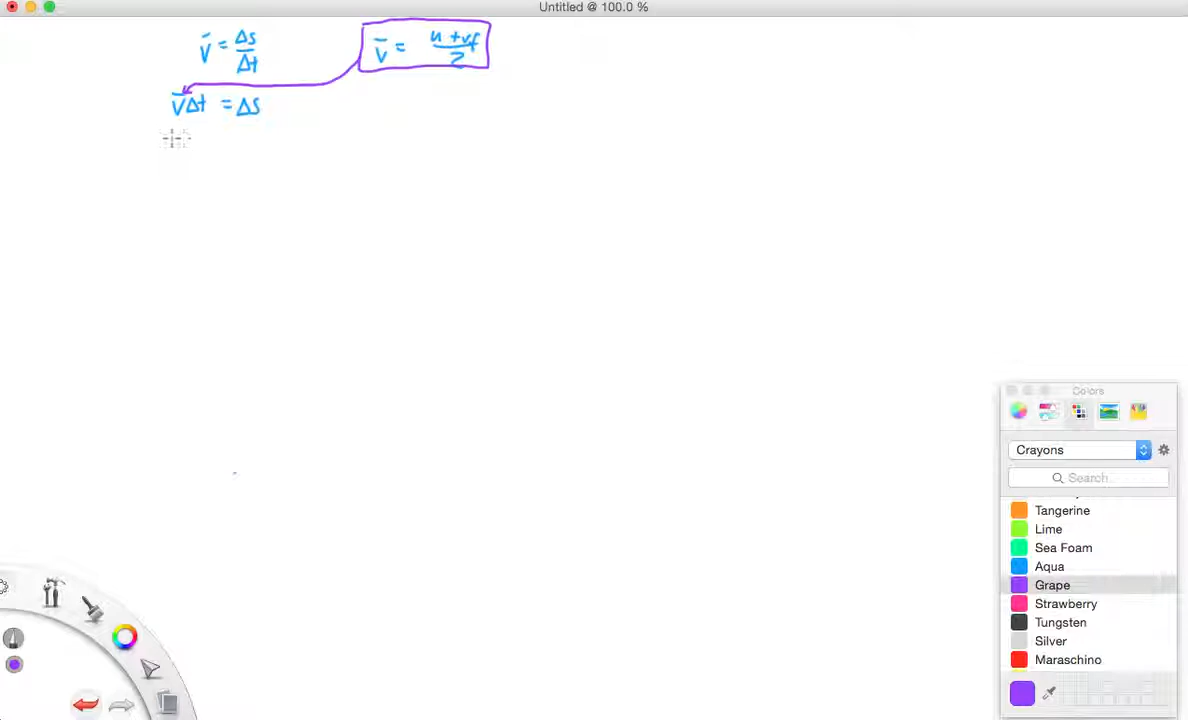 Untitled @ 100.0 %
v̄ = Δs/Δt
v̄ = u + vf / 2
v̄Δt = Δs
Colors
Crayons
Search
Tangerine
Lime
Sea Foam
Aqua
Grape
Strawberry
Tungsten
Silver
Maraschino